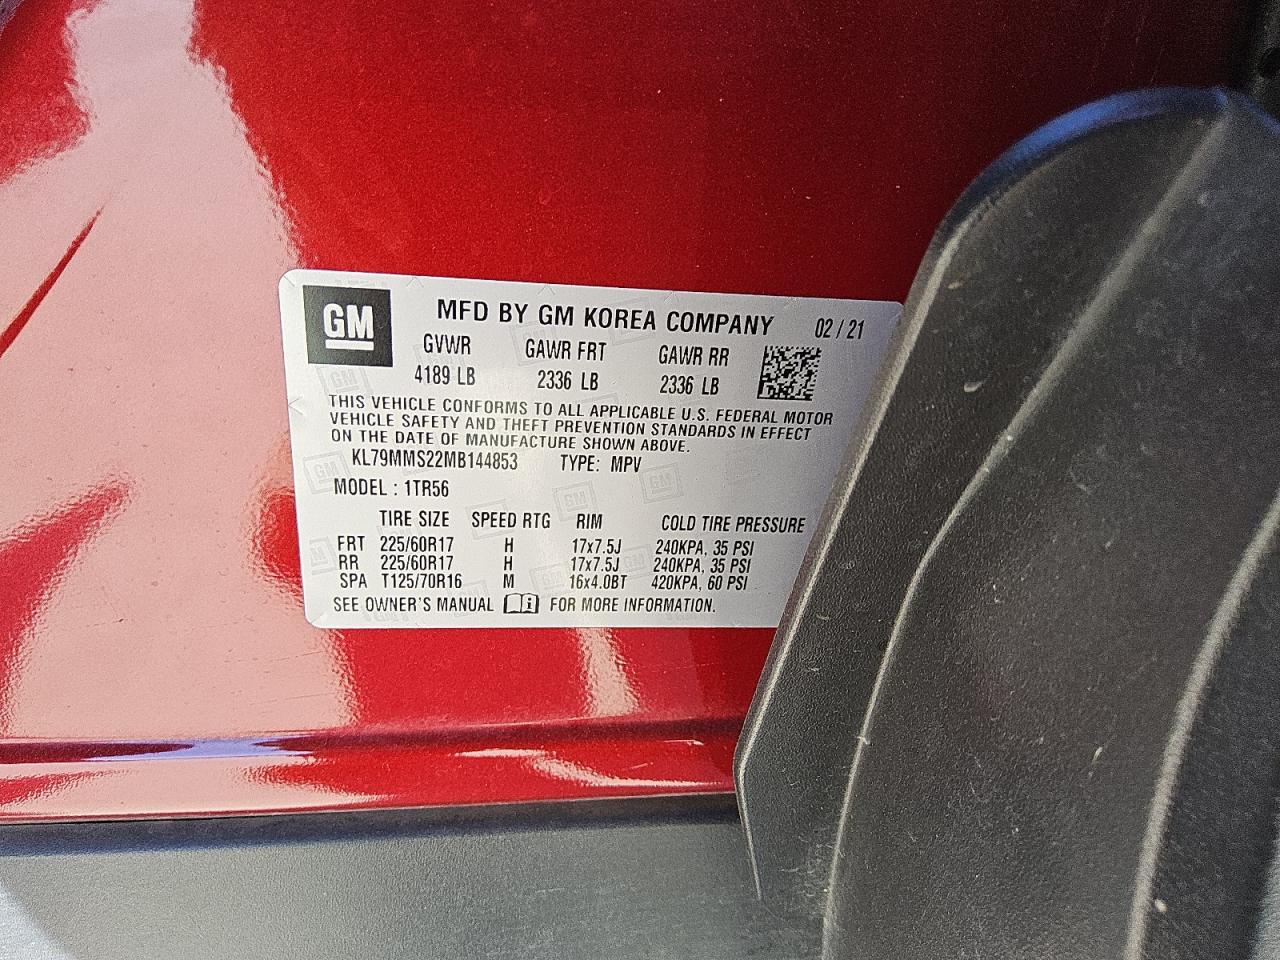 GM MFD BY GM KOREA COMPANY 02 / 21
GVWR GAWR FRT GAWR RR
4189 LB 2336 LB 2336 LB
THIS VEHICLE CONFORMS TO ALL APPLICABLE U.S. FEDERAL MOTOR
VEHICLE SAFETY AND THEFT PREVENTION STANDARDS IN EFFECT
ON THE DATE OF MANUFACTURE SHOWN ABOVE.
KL79MMS22MB144853 TYPE: MPV
MODEL : 1TR56
TIRE SIZE SPEED RTG RIM COLD TIRE PRESSURE
FRT 225/60R17 H 17x7.5J 240KPA, 35 PSI
RR 225/60R17 H 17x7.5J 240KPA, 35 PSI
SPA T125/70R16 M 16x4.0BT 420KPA, 60 PSI
SEE OWNER'S MANUAL FOR MORE INFORMATION.